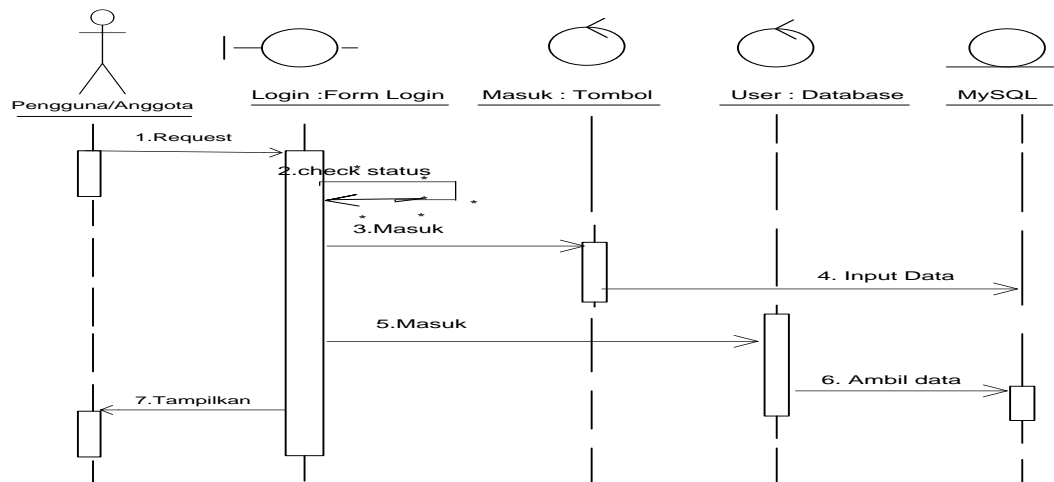 Pengguna/Anggota
Login :Form Login
Masuk : Tombol
User : Database
MySQL
1.Request
2.check status
3.Masuk
4. Input Data
5.Masuk
6. Ambil data
7.Tampilkan